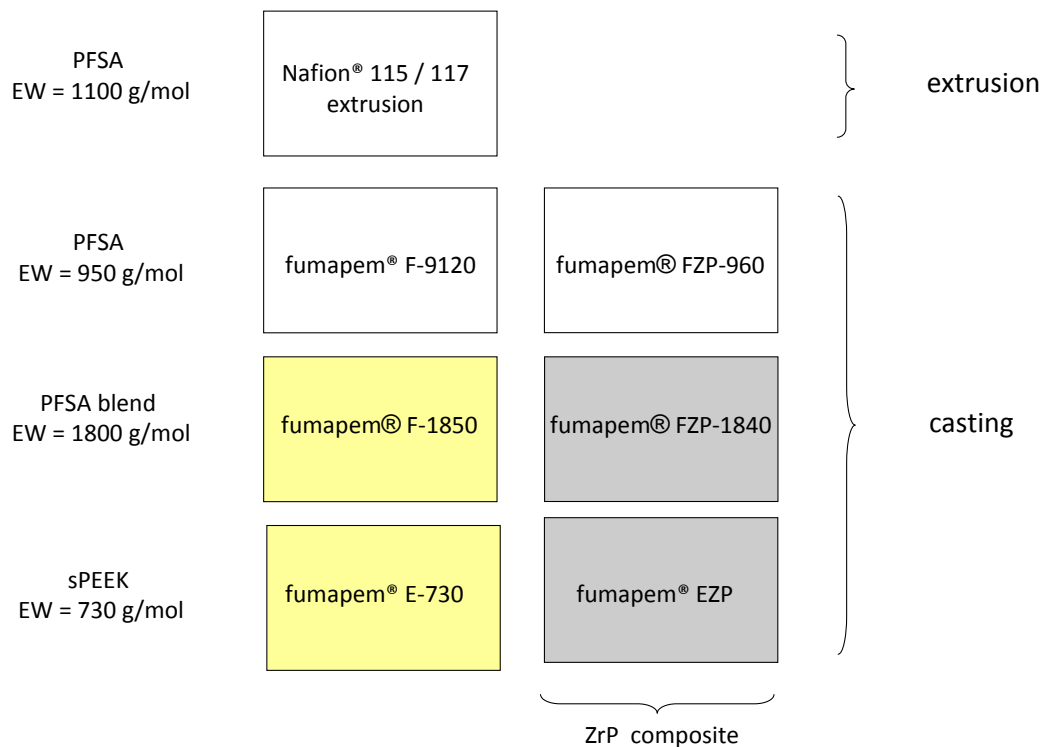 PFSA
EW = 1100 g/mol
Nafion® 115 / 117
extrusion
extrusion
PFSA
EW = 950 g/mol
fumapem® F-9120
fumapem® FZP-960
PFSA blend
EW = 1800 g/mol
fumapem® F-1850
fumapem® FZP-1840
casting
sPEEK
EW = 730 g/mol
fumapem® E-730
fumapem® EZP
ZrP composite